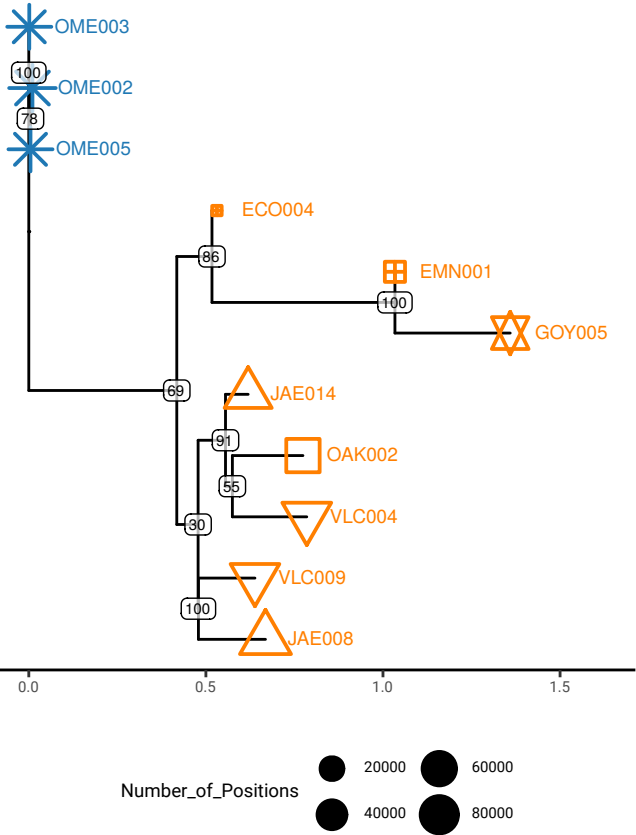 OME003
100
OME002
78
OME005
ECO004
86
EMN001
100
GOY005
69
JAE014
91
OAK002
55
VLC004
30
VLC009
100
JAE008
0.0 0.5 1.0 1.5
Number_of_Positions
20000 60000
40000 80000